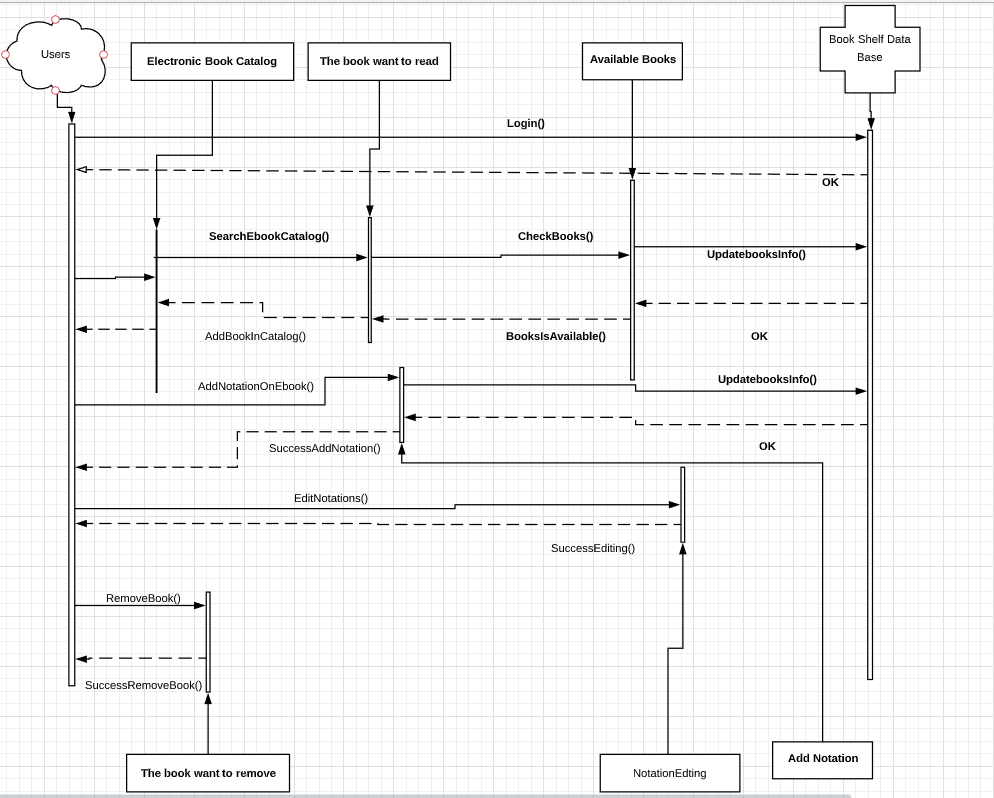 Users
Electronic Book Catalog
The book want to read
Available Books
Book Shelf Data
Base
Login()
OK
SearchEbookCatalog()
CheckBooks()
UpdatebooksInfo()
AddBookInCatalog()
BooksIsAvailable()
OK
AddNotationOnEbook()
UpdatebooksInfo()
SuccessAddNotation()
OK
EditNotations()
SuccessEditing()
RemoveBook()
SuccessRemoveBook()
The book want to remove
NotationEdting
Add Notation